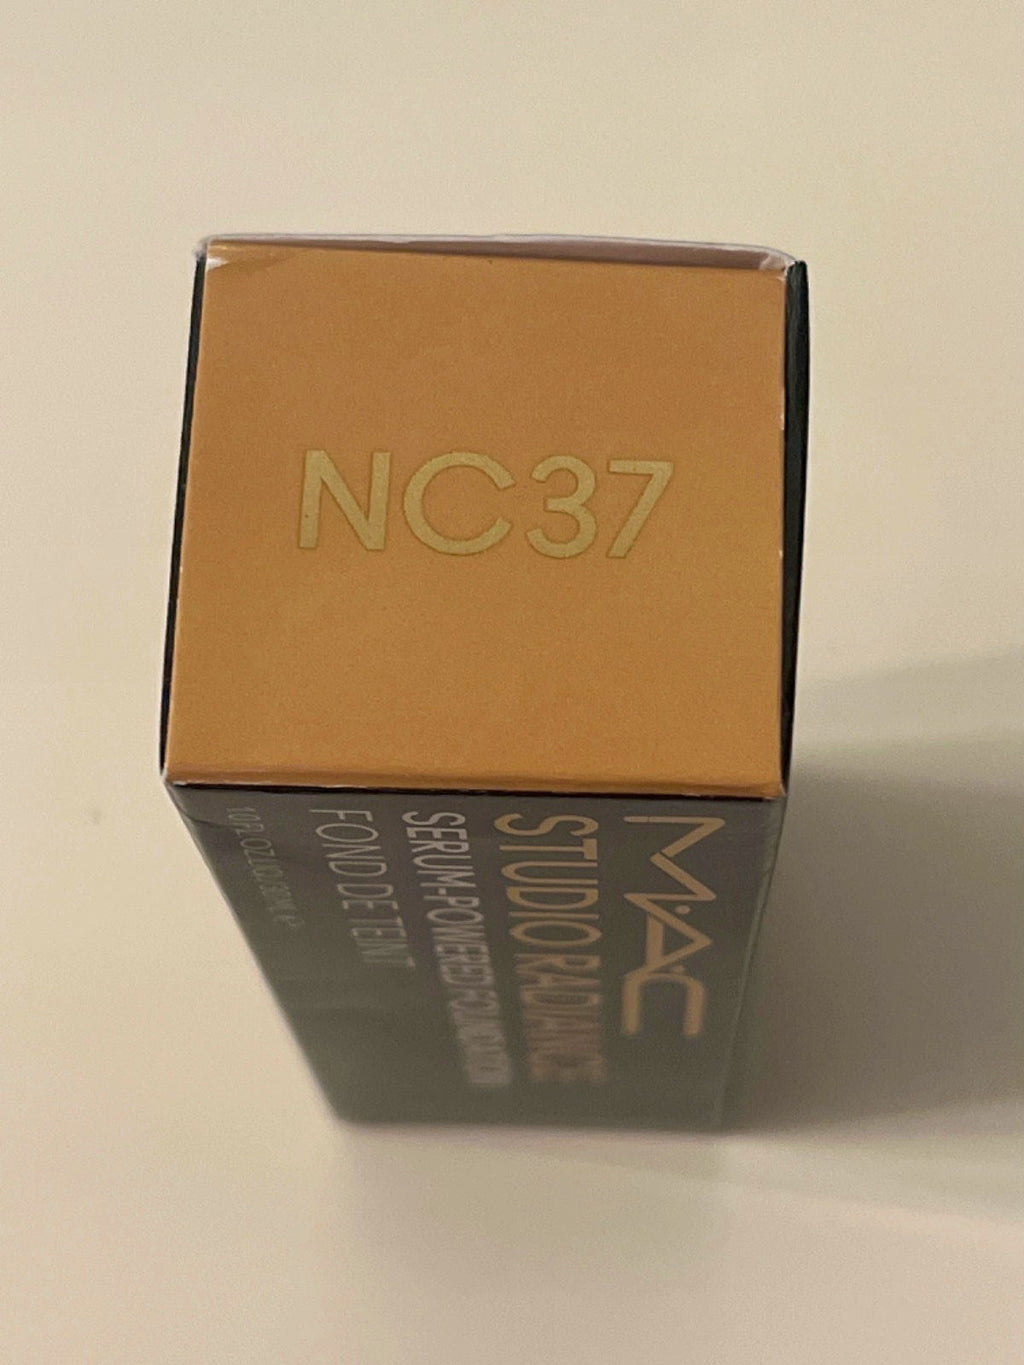 NC37
M·A·C
STUDIO RADIANCE
SERUM-POWERED FOUNDATION
FOND DE TEINT